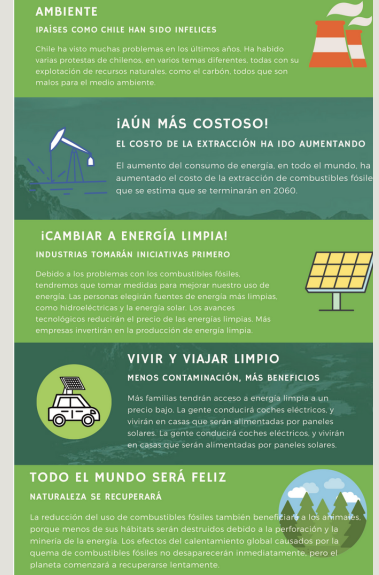 AMBIENTE
¡PAÍSES COMO CHILE HAN SIDO INFELICES
Chile ha visto muchas problemas en los últimos años. Ha habido
varias protestas de chilenos, en varios temas diferentes, todas con su
explotación de recursos naturales, como el carbón, todos que son
malos para el medio ambiente.
¡AÚN MÁS COSTOSO!
EL COSTO DE LA EXTRACCIÓN HA IDO AUMENTANDO
El aumento del consumo de energía, en todo el mundo, ha
aumentado el costo de la extracción de combustibles fósile
que se estima que se terminarán en 2060.
¡CAMBIAR A ENERGÍA LIMPIA!
INDUSTRIAS TOMARÁN INICIATIVAS PRIMERO
Debido a los problemas con los combustibles fósiles,
tendremos que tomar medidas para mejorar nuestro uso de
energía. Las personas elegirán fuentes de energía más limpias,
como hidroeléctricas y la energía solar. Los avances
tecnológicos reducirán el precio de las energías limpias. Más
empresas invertirán en la producción de energía limpia.
VIVIR Y VIAJAR LIMPIO
MENOS CONTAMINACIÓN, MÁS BENEFICIOS
Más familias tendrán acceso a energía limpia a un
precio bajo. La gente conducirá coches eléctricos, y
vivirán en casas que serán alimentadas por paneles
solares. La gente conducirá coches eléctricos, y vivirán
en casas que serán alimentadas por paneles solares.
TODO EL MUNDO SERÁ FELIZ
NATURALEZA SE RECUPERARÁ
La reducción del uso de combustibles fósiles también beneficiará a los animales,
porque menos de sus hábitats serán destruidos debido a la perforación y la
minería de la energía. Los efectos del calentamiento global causados por la
quema de combustibles fósiles no desaparecerán inmediatamente, pero el
planeta comenzará a recuperarse lentamente.